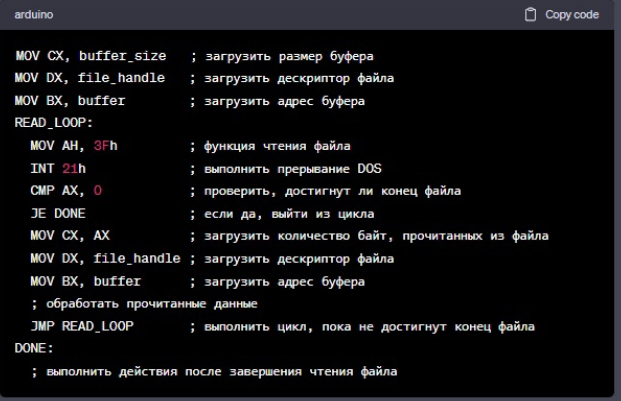 arduino
Copy code
MOV CX, buffer_size ; загрузить размер буфера
MOV DX, file_handle ; загрузить дескриптор файла
MOV BX, buffer ; загрузить адрес буфера
READ_LOOP:
MOV AH, 3Fh ; функция чтения файла
INT 21h ; выполнить прерывание DOS
CMP AX, 0 ; проверить, достигнут ли конец файла
JE DONE ; если да, выйти из цикла
MOV CX, AX ; загрузить количество байт, прочитанных из файла
MOV DX, file_handle ; загрузить дескриптор файла
MOV BX, buffer ; загрузить адрес буфера
; обработать прочитанные данные
JMP READ_LOOP ; выполнить цикл, пока не достигнут конец файла
DONE:
; выполнить действия после завершения чтения файла